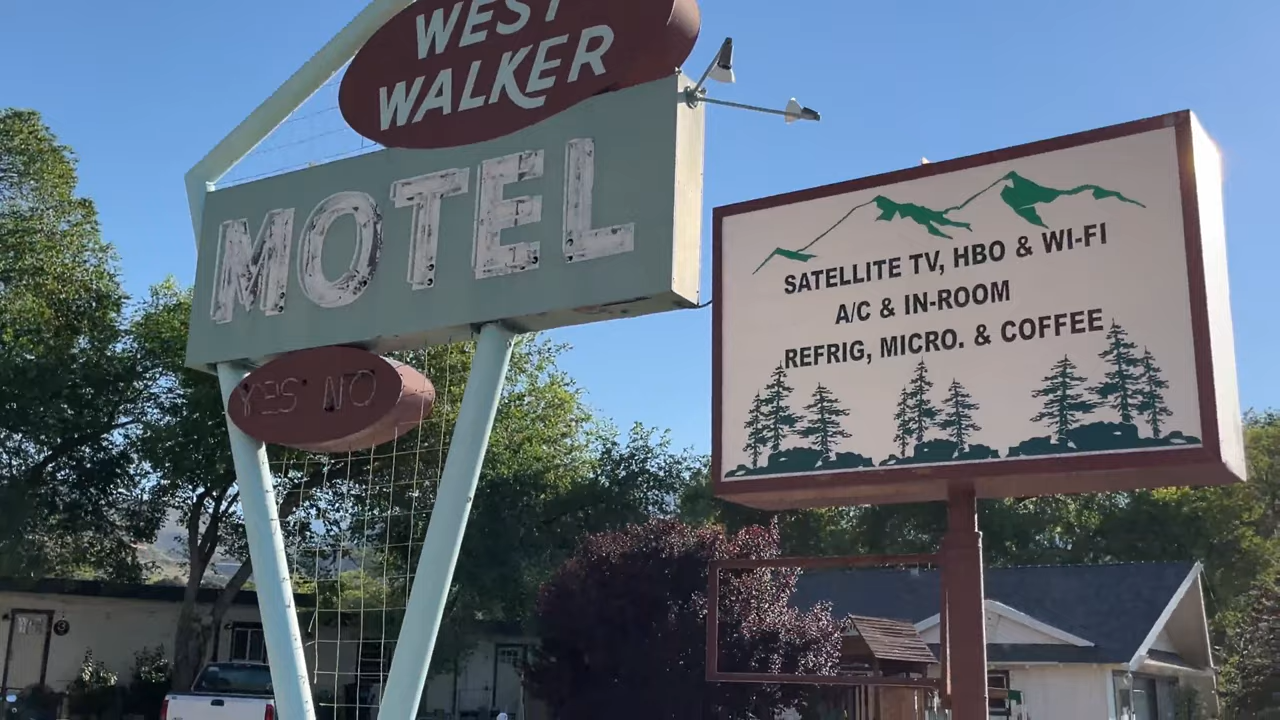 WEST
WALKER
MOTEL
YES NO
SATELLITE TV, HBO & WI-FI
A/C & IN-ROOM
REFRIG, MICRO. & COFFEE